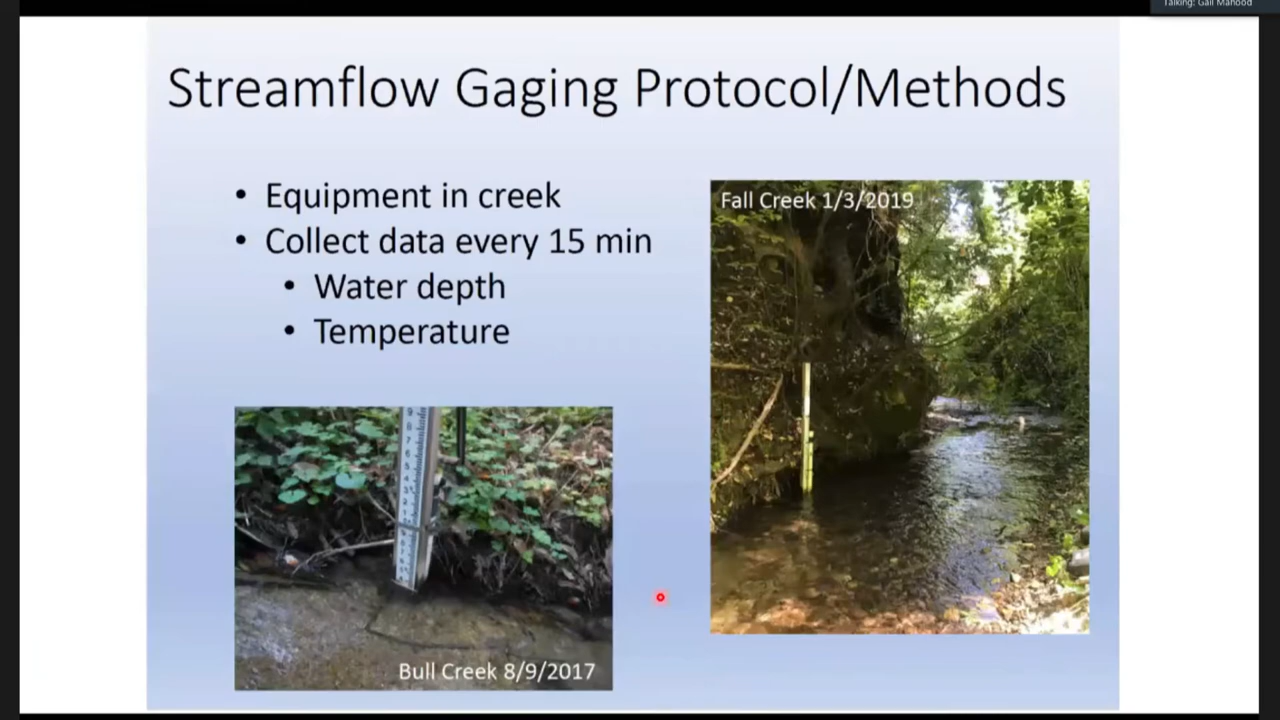 Talking: Gail Mahood
Streamflow Gaging Protocol/Methods
• Equipment in creek
• Collect data every 15 min
• Water depth
• Temperature
Fall Creek 1/3/2019
Bull Creek 8/9/2017